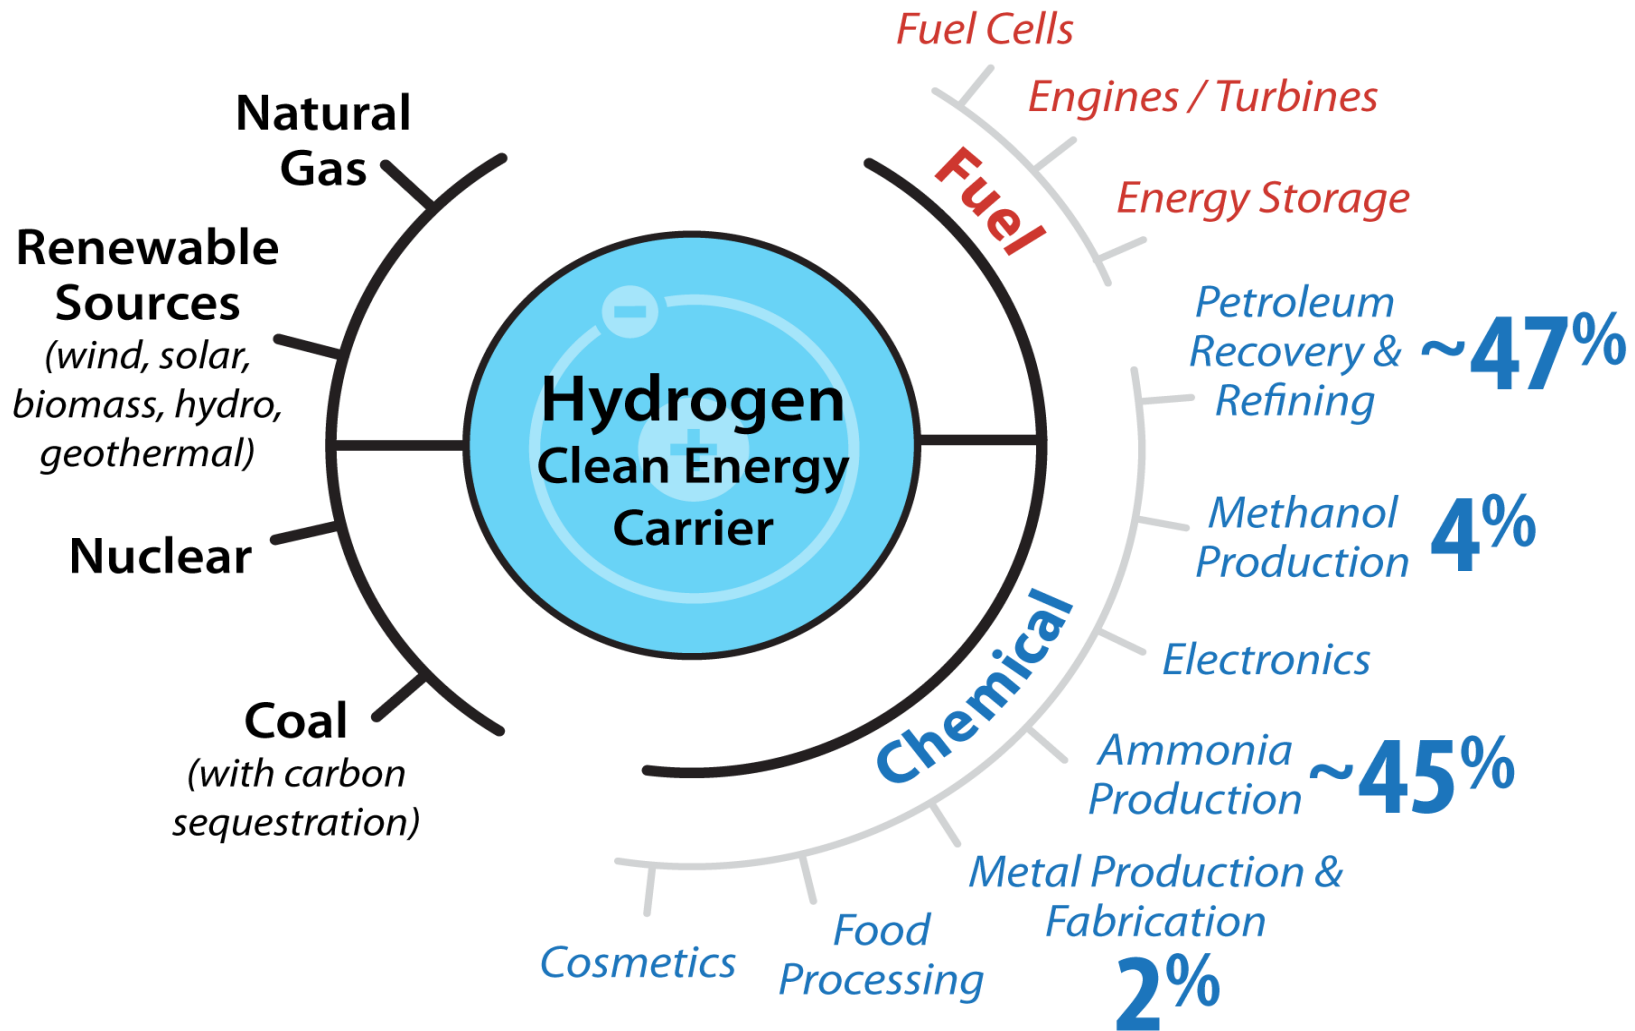 Natural
Gas
Renewable
Sources
(wind, solar,
biomass, hydro,
geothermal)
Nuclear
Coal
(with carbon
sequestration)
Hydrogen
Clean Energy
Carrier
Fuel
Fuel Cells
Engines / Turbines
Energy Storage
Chemical
Petroleum
Recovery &
Refining
~47%
Methanol
Production
4%
Electronics
Ammonia
Production
~45%
Metal Production &
Fabrication
2%
Food
Processing
Cosmetics